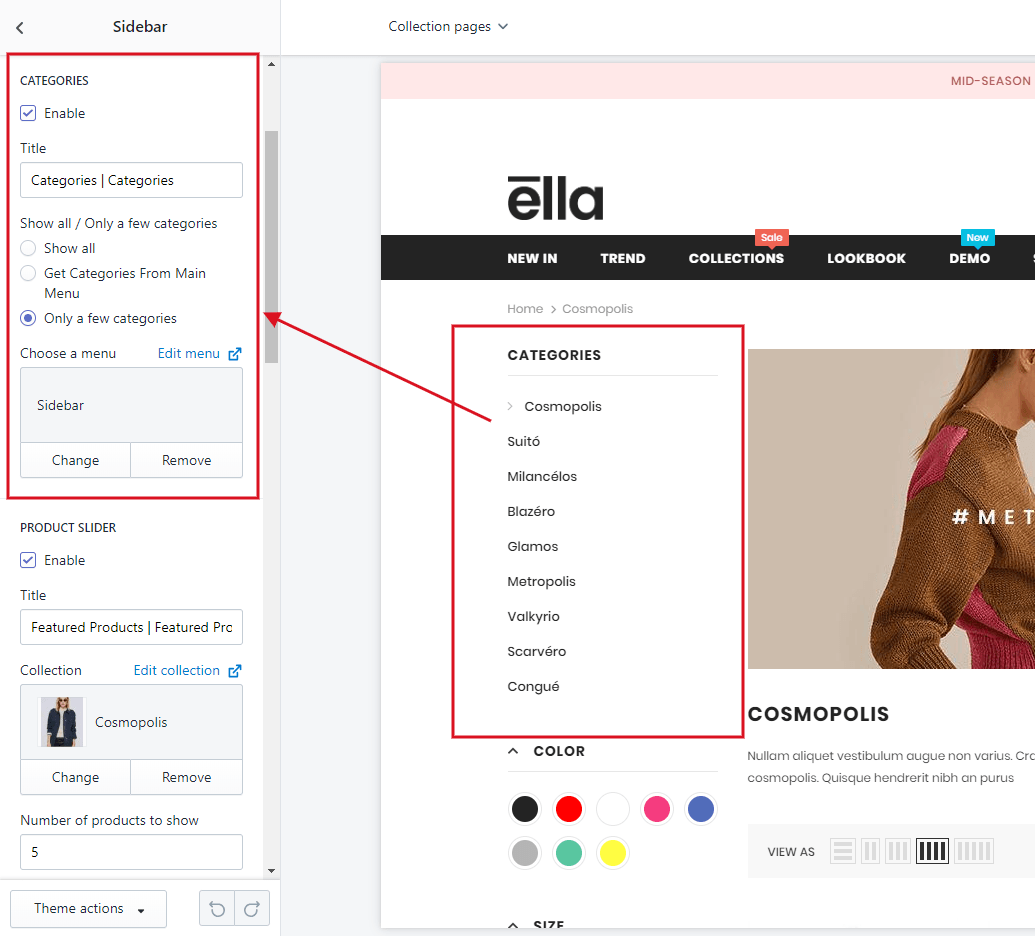 Sidebar
CATEGORIES
Enable
Title
Categories | Categories
Show all / Only a few categories
Show all
Get Categories From Main
Menu
Only a few categories
Choose a menu Edit menu
Sidebar
Change Remove
PRODUCT SLIDER
Enable
Title
Featured Products | Featured Pro
Collection Edit collection
Cosmopolis
Change Remove
Number of products to show
5
Theme actions
Collection pages
MID-SEASON
ēlla
Sale
New
NEW IN TREND COLLECTIONS LOOKBOOK DEMO
Home > Cosmopolis
CATEGORIES
> Cosmopolis
Suitó
Milancélos
Blazéro
Glamos
Metropolis
Valkyrio
Scarvéro
Congué
COLOR
SIZE
#MET
COSMOPOLIS
Nullam aliquet vestibulum augue non varius. Cra
cosmopolis. Quisque hendrerit nibh an purus
VIEW AS